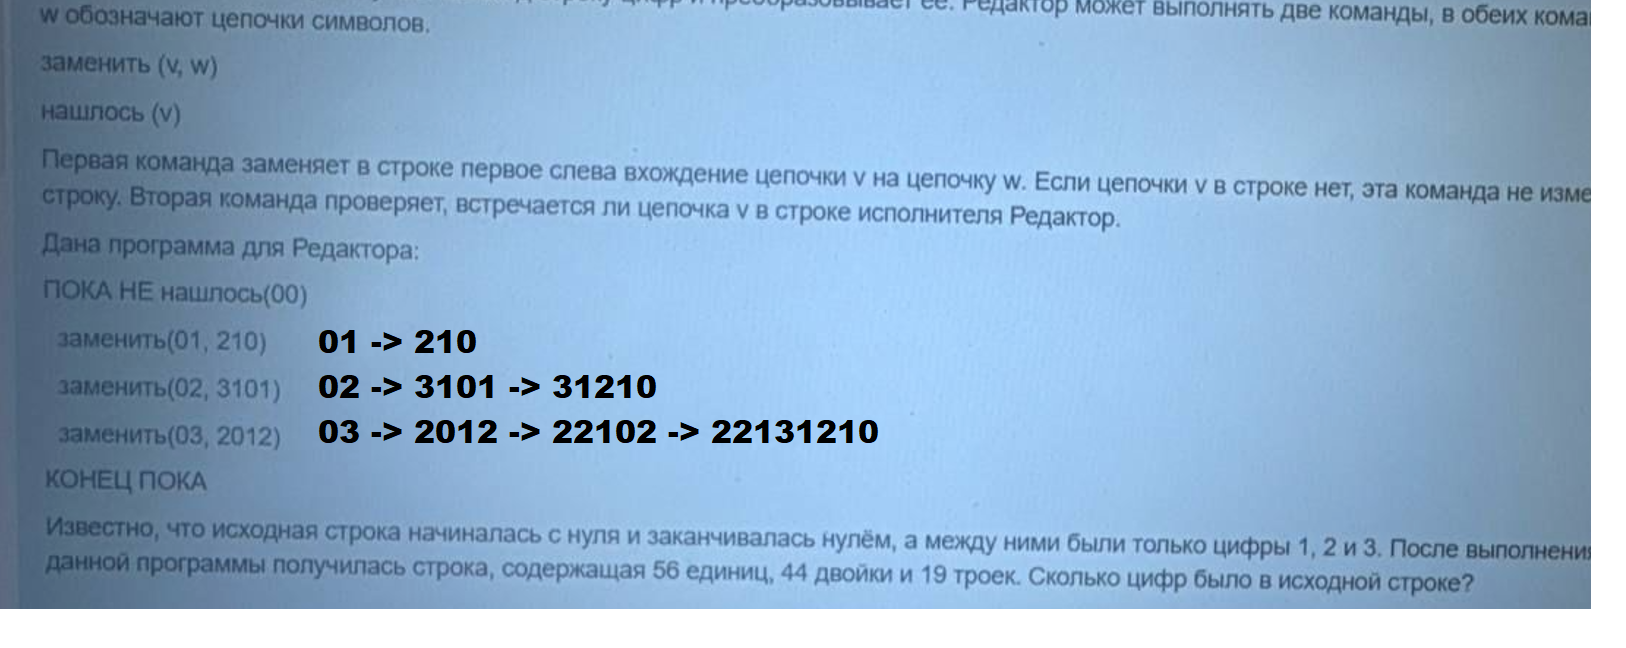 цифр и преобразовывает её. Редактор может выполнять две команды, в обеих кома
w обозначают цепочки символов.
заменить (v, w)
нашлось (v)
Первая команда заменяет в строке первое слева вхождение цепочки v на цепочку w. Если цепочки v в строке нет, эта команда не изме
строку. Вторая команда проверяет, встречается ли цепочка v в строке исполнителя Редактор.
Дана программа для Редактора:
ПОКА НЕ нашлось(00)
заменить(01, 210) 01 -> 210
заменить(02, 3101) 02 -> 3101 -> 31210
заменить(03, 2012) 03 -> 2012 -> 22102 -> 22131210
КОНЕЦ ПОКА
Известно, что исходная строка начиналась с нуля и заканчивалась нулём, а между ними были только цифры 1, 2 и 3. После выполнения
данной программы получилась строка, содержащая 56 единиц, 44 двойки и 19 троек. Сколько цифр было в исходной строке?